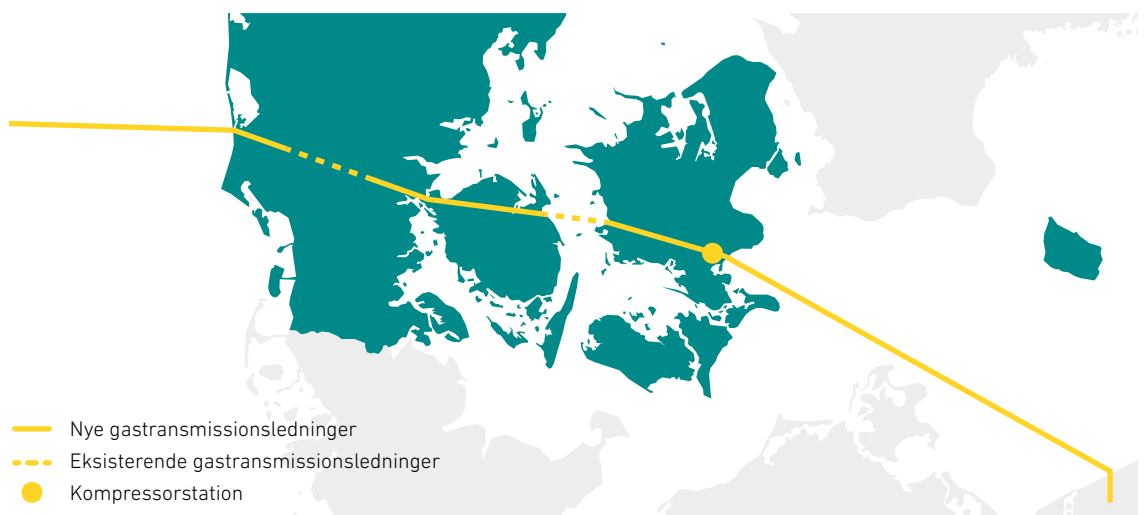 Nye gastransmissionsledninger
Eksisterende gastransmissionsledninger
Kompressorstation